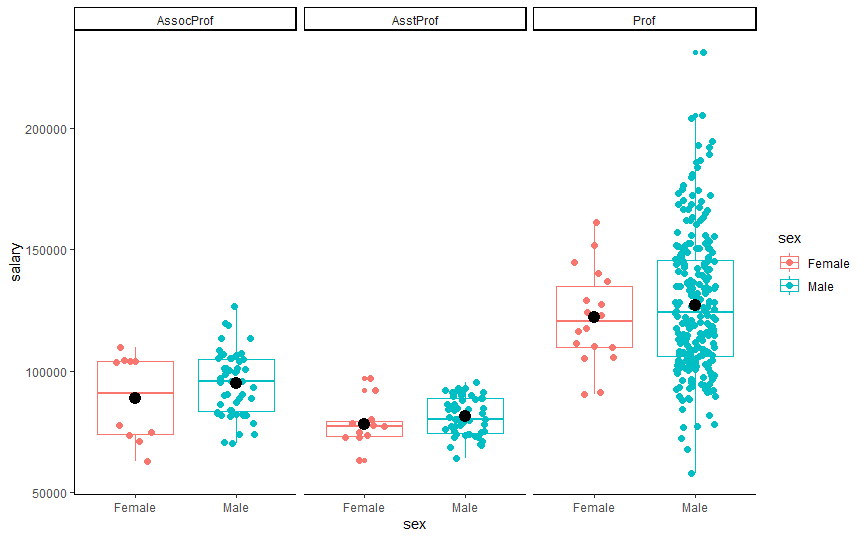 AssocProf
AsstProf
Prof
salary
200000
150000
100000
50000
Female
Male
Female
Male
Female
Male
sex
sex
Female
Male